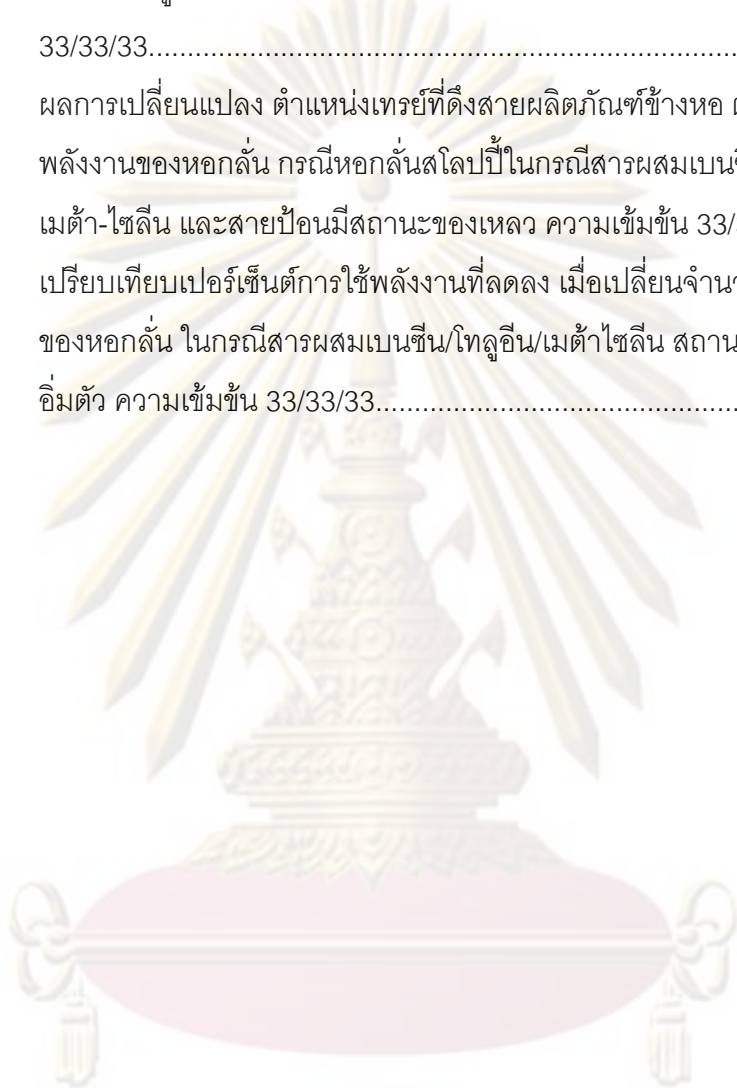 33/33/33........................................................................
ผลการเปลี่ยนแปลง ตำแหน่งเทรย์ที่ดึงสายผลิตภัณฑ์ข้างหอ
พลังงานของหอกลั่น กรณีหอกลั่นสโลปปี้ในกรณีสารผสมเบนซี
เมต้า-ไซลีน และสายป้อนมีสถานะของเหลว ความเข้มข้น 33/
เปรียบเทียบเปอร์เซ็นต์การใช้พลังงานที่ลดลง เมื่อเปลี่ยนจำนว
ของหอกลั่น ในกรณีสารผสมเบนซีน/โทลูอีน/เมต้าไซลีน สถาน
อิ่มตัว ความเข้มข้น 33/33/33..............................................